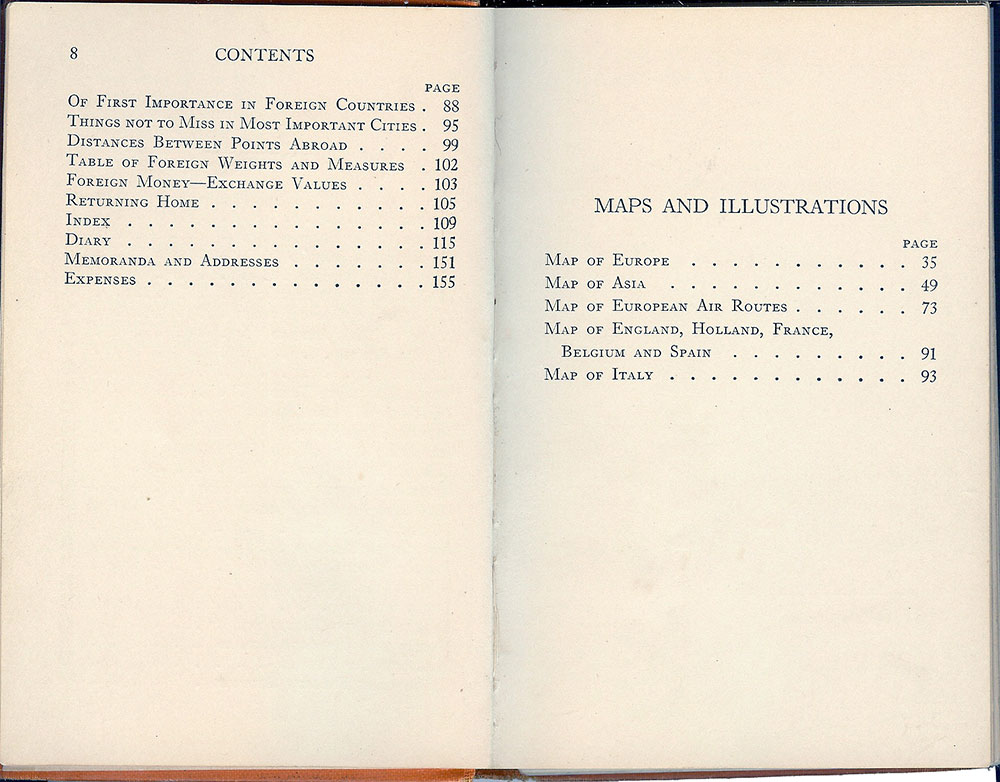 8 CONTENTS
PAGE
Of First Importance in Foreign Countries . 88
Things not to Miss in Most Important Cities . 95
Distances Between Points Abroad . . . . 99
Table of Foreign Weights and Measures . 102
Foreign Money—Exchange Values . . . . 103
Returning Home . . . . . . . . . . . 105
Index . . . . . . . . . . . . . . . 109
Diary . . . . . . . . . . . . . . . 115
Memoranda and Addresses . . . . . . . 151
Expenses . . . . . . . . . . . . . . 155
MAPS AND ILLUSTRATIONS
PAGE
Map of Europe . . . . . . . . . . . 35
Map of Asia . . . . . . . . . . . . 49
Map of European Air Routes . . . . . . 73
Map of England, Holland, France,
Belgium and Spain . . . . . . . . . 91
Map of Italy . . . . . . . . . . . . 93